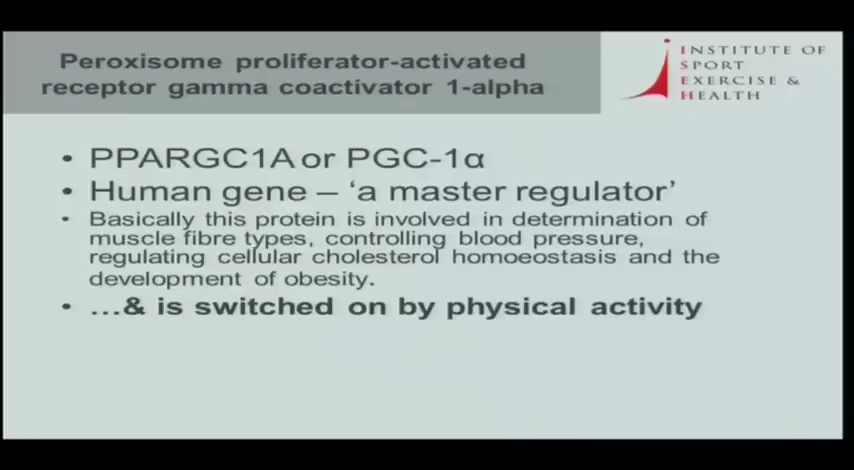 Peroxisome proliferator-activated
receptor gamma coactivator 1-alpha
INSTITUTE OF
SPORT
EXERCISE &
HEALTH
• PPARGC1A or PGC-1α
• Human gene – ‘a master regulator’
• Basically this protein is involved in determination of
muscle fibre types, controlling blood pressure,
regulating cellular cholesterol homoeostasis and the
development of obesity.
• …& is switched on by physical activity